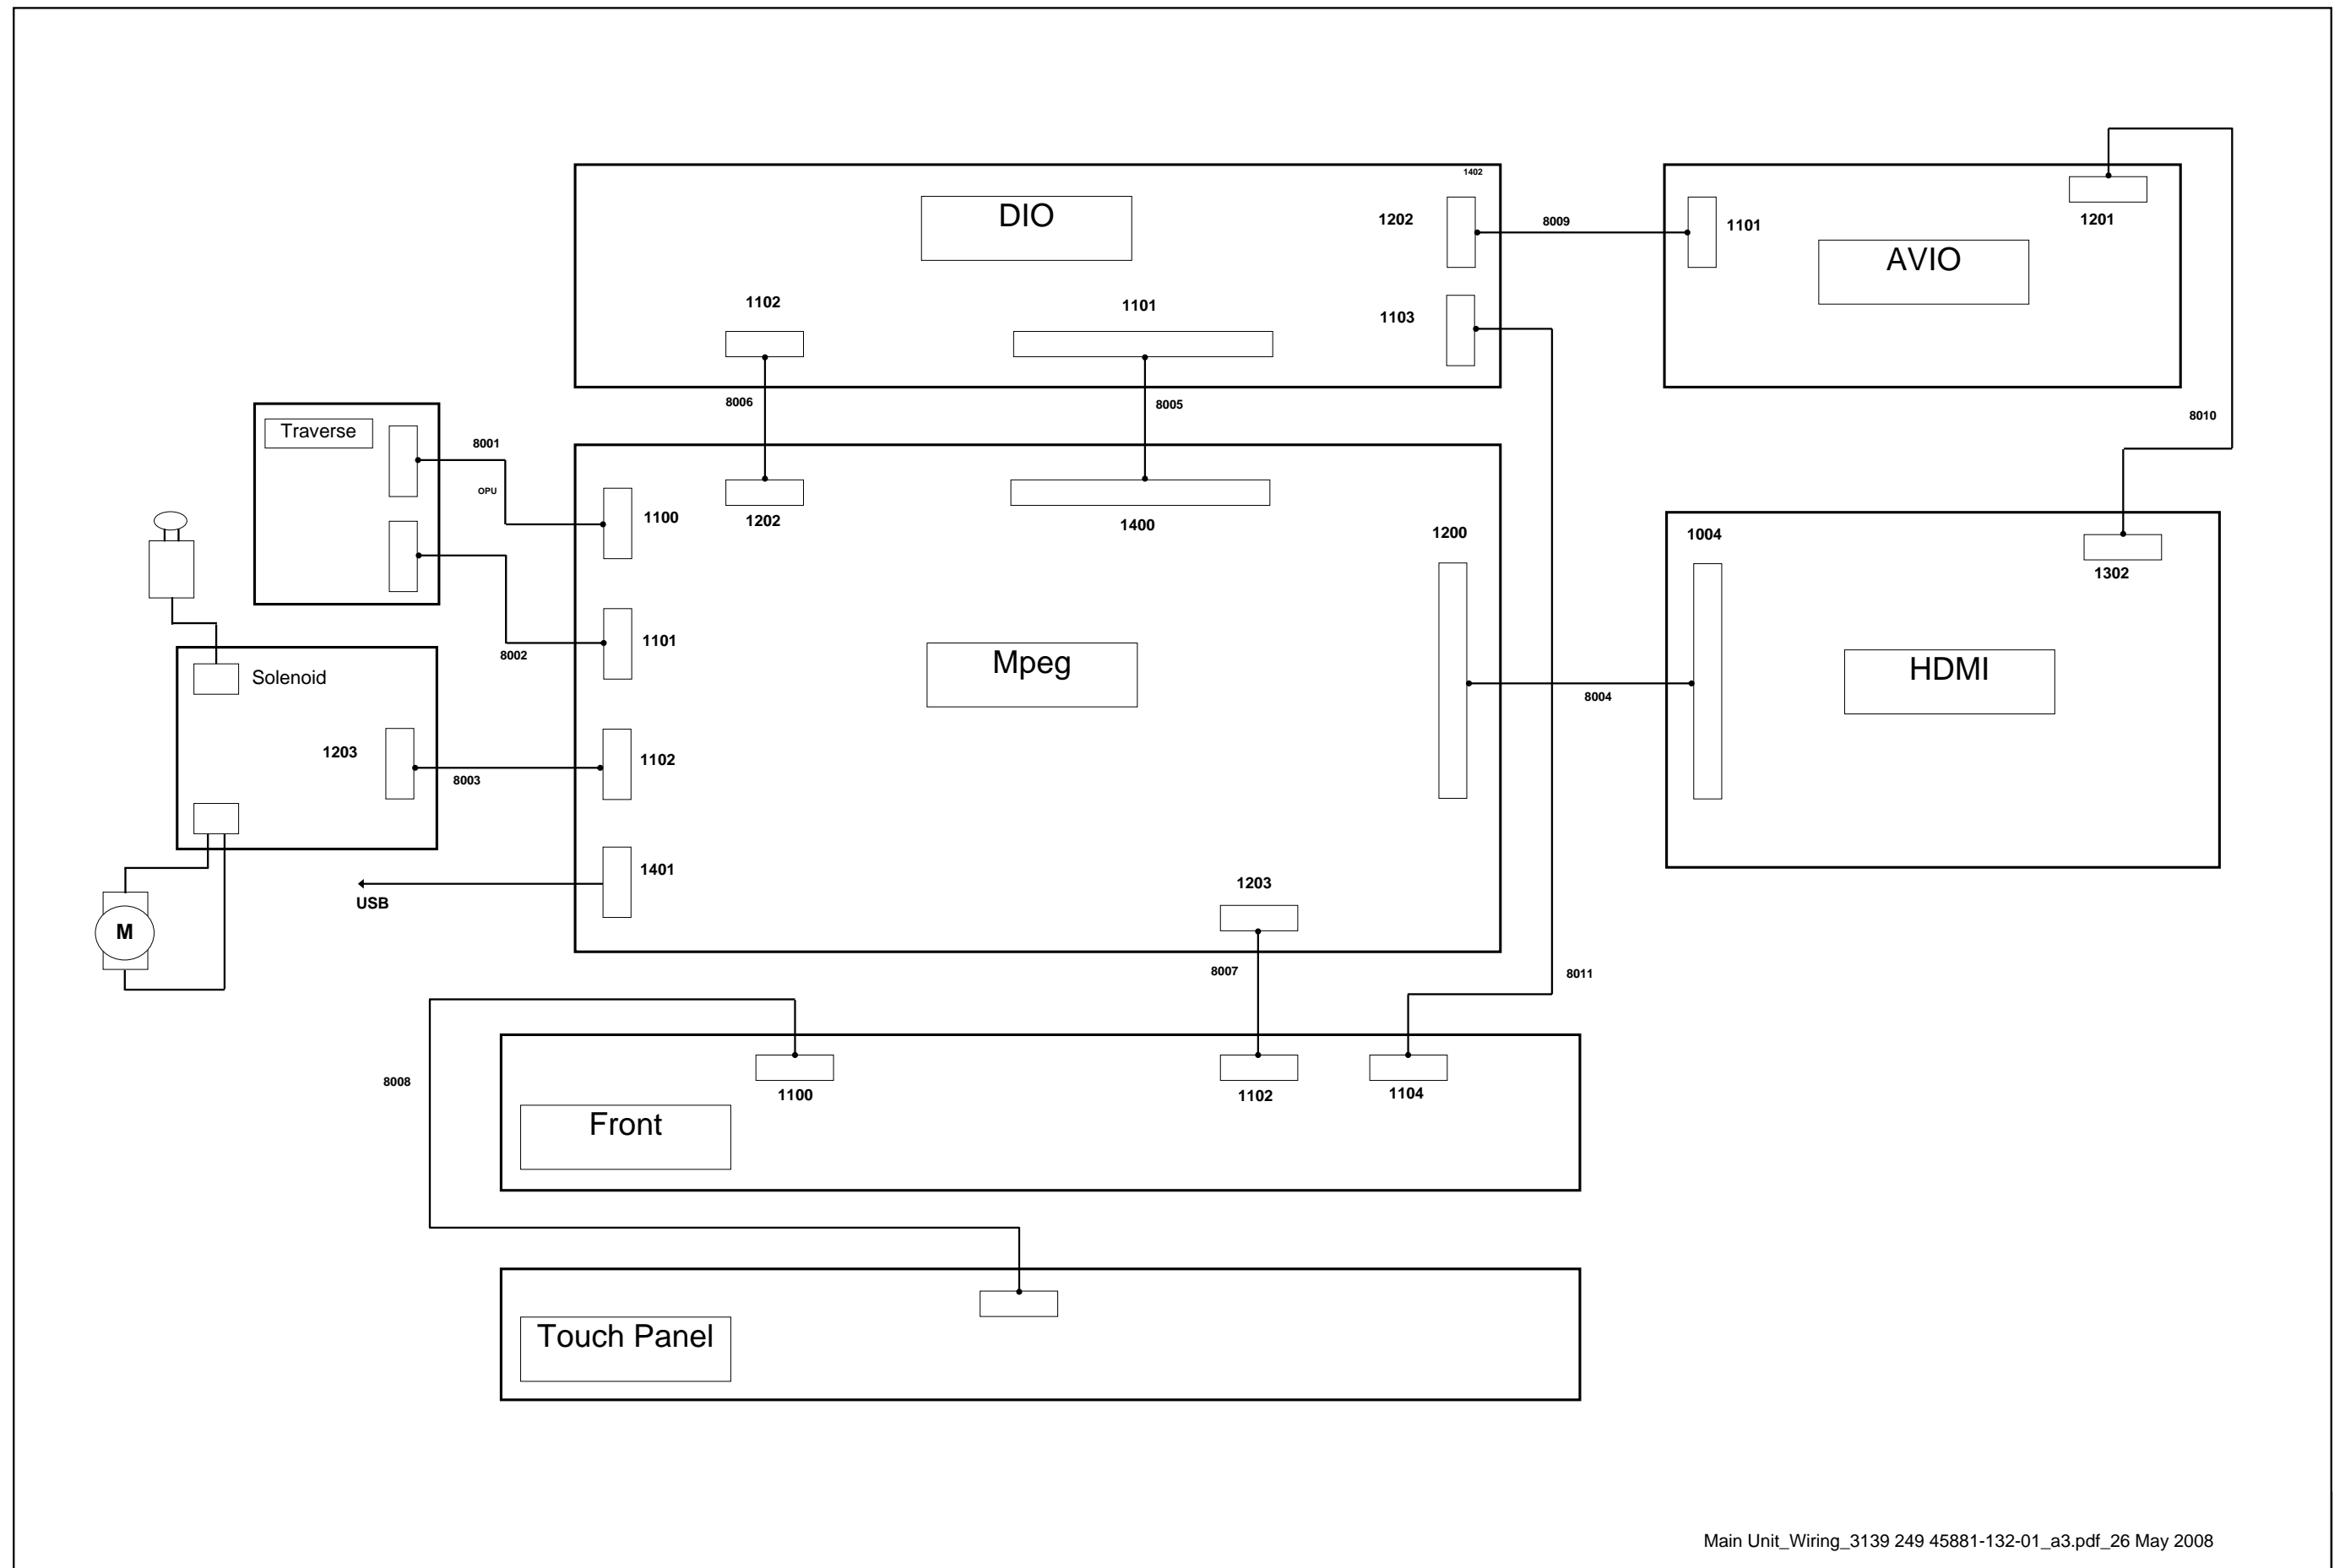 1402
DIO
1202
8009
1101
1201
AVIO
1102
1101
1103
8006
8005
8010
Traverse
8001
OPU
1100
1202
1400
1200
1004
1302
8002
1101
Mpeg
HDMI
Solenoid
8004
1203
8003
1102
1401
USB
1203
M
8007
8011
8008
1100
1102
1104
Front
Touch Panel
Main Unit_Wiring_3139 249 45881-132-01_a3.pdf_26 May 2008